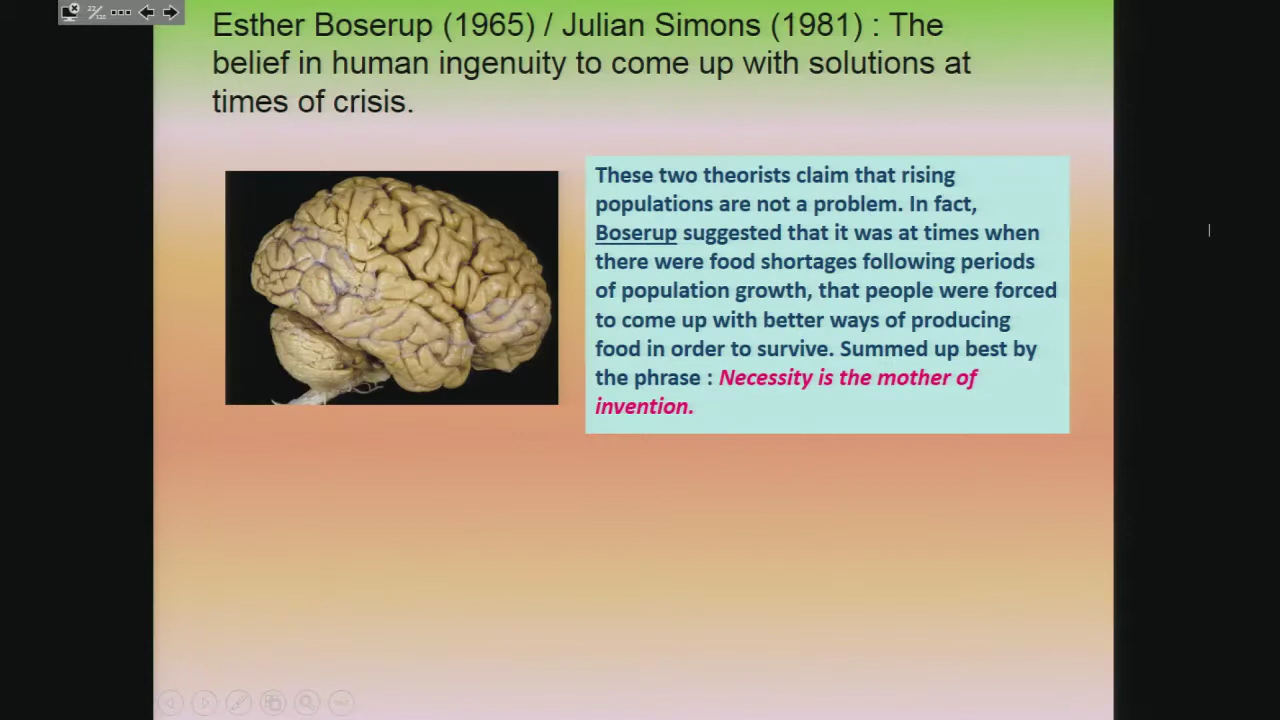 Esther Boserup (1965) / Julian Simons (1981) : The
belief in human ingenuity to come up with solutions at
times of crisis.
These two theorists claim that rising
populations are not a problem. In fact,
Boserup suggested that it was at times when
there were food shortages following periods
of population growth, that people were forced
to come up with better ways of producing
food in order to survive. Summed up best by
the phrase : Necessity is the mother of
invention.